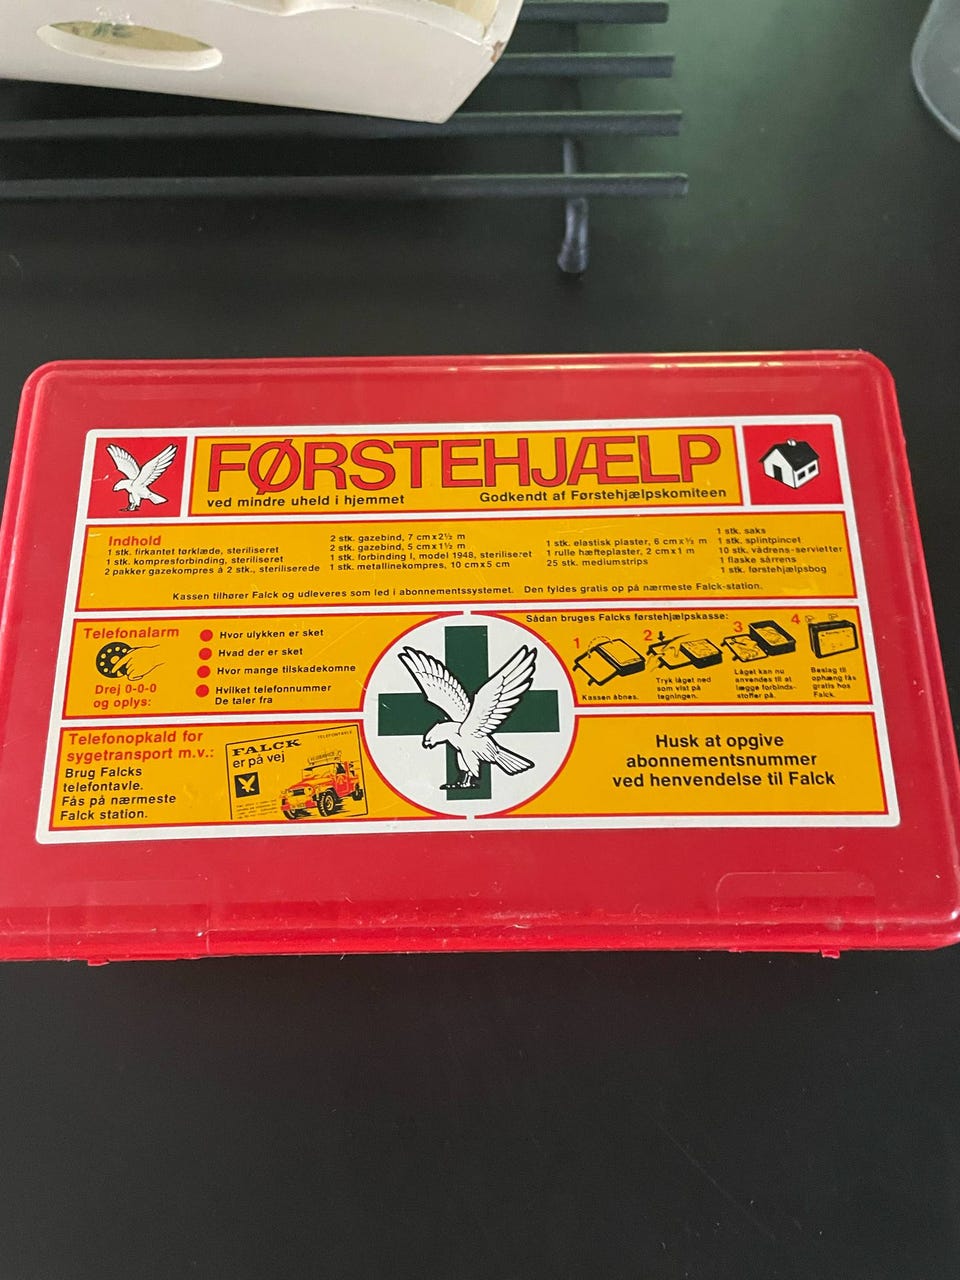 FØRSTEHJÆLP
ved mindre uheld i hjemmet
Godkendt af Førstehjælpskomiteen
Indhold
1 stk. firkantet tørklæde, steriliseret
1 stk. kompresforbinding, steriliseret
2 pakker gazekompres à 2 stk., steriliserede
2 stk. gazebind, 7 cm x 2½ m
2 stk. gazebind, 5 cm x 1½ m
1 stk. forbinding I, model 1948, steriliseret
1 stk. metallinekompres, 10 cm x 5 cm
1 stk. elastisk plaster, 6 cm x ½ m
1 rulle hæfteplaster, 2 cm x 1 m
25 stk. mediumstrips
1 stk. saks
1 stk. splintpincet
10 stk. vådrens-servietter
1 flaske sårrens
1 stk. førstehjælpsbog
Kassen tilhører Falck og udleveres som led i abonnementssystemet. Den fyldes gratis op på nærmeste Falck-station.
Telefonalarm
Drej 0-0-0
og oplys:
Hvor ulykken er sket
Hvad der er sket
Hvor mange tilskadekomne
Hvilket telefonnummer
De taler fra
Sådan bruges Falcks førstehjælpskasse:
1
Kassen åbnes.
2
Tryk låget ned
som vist på
tegningen.
3
Låget kan nu
anvendes til at
lægge forbinds-
stoffer på.
4
Beslag til
ophæng fås
gratis hos
Falck.
Telefonopkald for
sygetransport m.v.:
Brug Falcks
telefontavle.
Fås på nærmeste
Falck station.
TELEFONTAVLE
FALCK
er på vej
Husk at opgive
abonnementsnummer
ved henvendelse til Falck